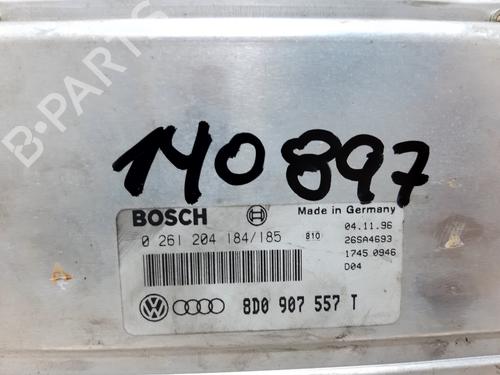 B-PARTS
140897
BOSCH Made in Germany
0 261 204 184/185 810 04.11.96
26SA4693
1745 0946
D04
8D0 907 557 T